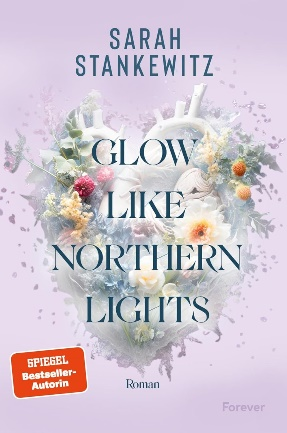 SARAH
STANKEWITZ
GLOW
LIKE
NORTHERN
LIGHTS
SPIEGEL
Bestseller-
Autorin
Roman
Forever